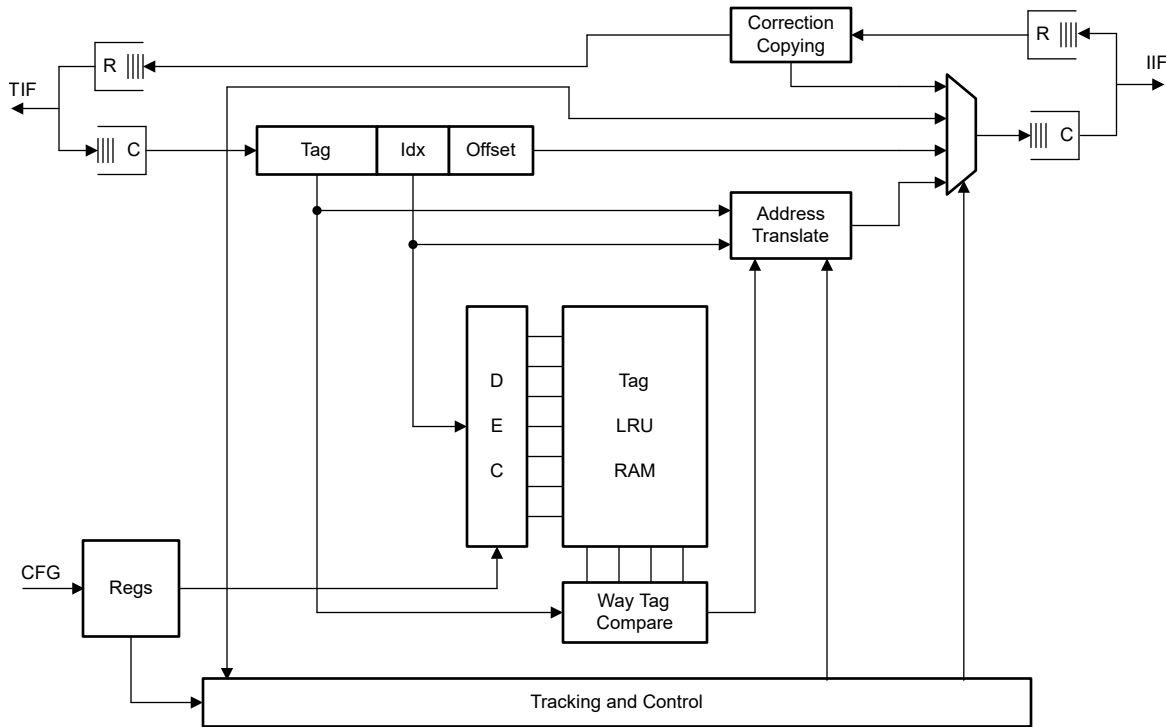 Correction
Copying
R
R
TIF
IIF
C
Tag
Idx
Offset
C
Address
Translate
D
E
C
Tag
LRU
RAM
CFG
Regs
Way Tag
Compare
Tracking and Control